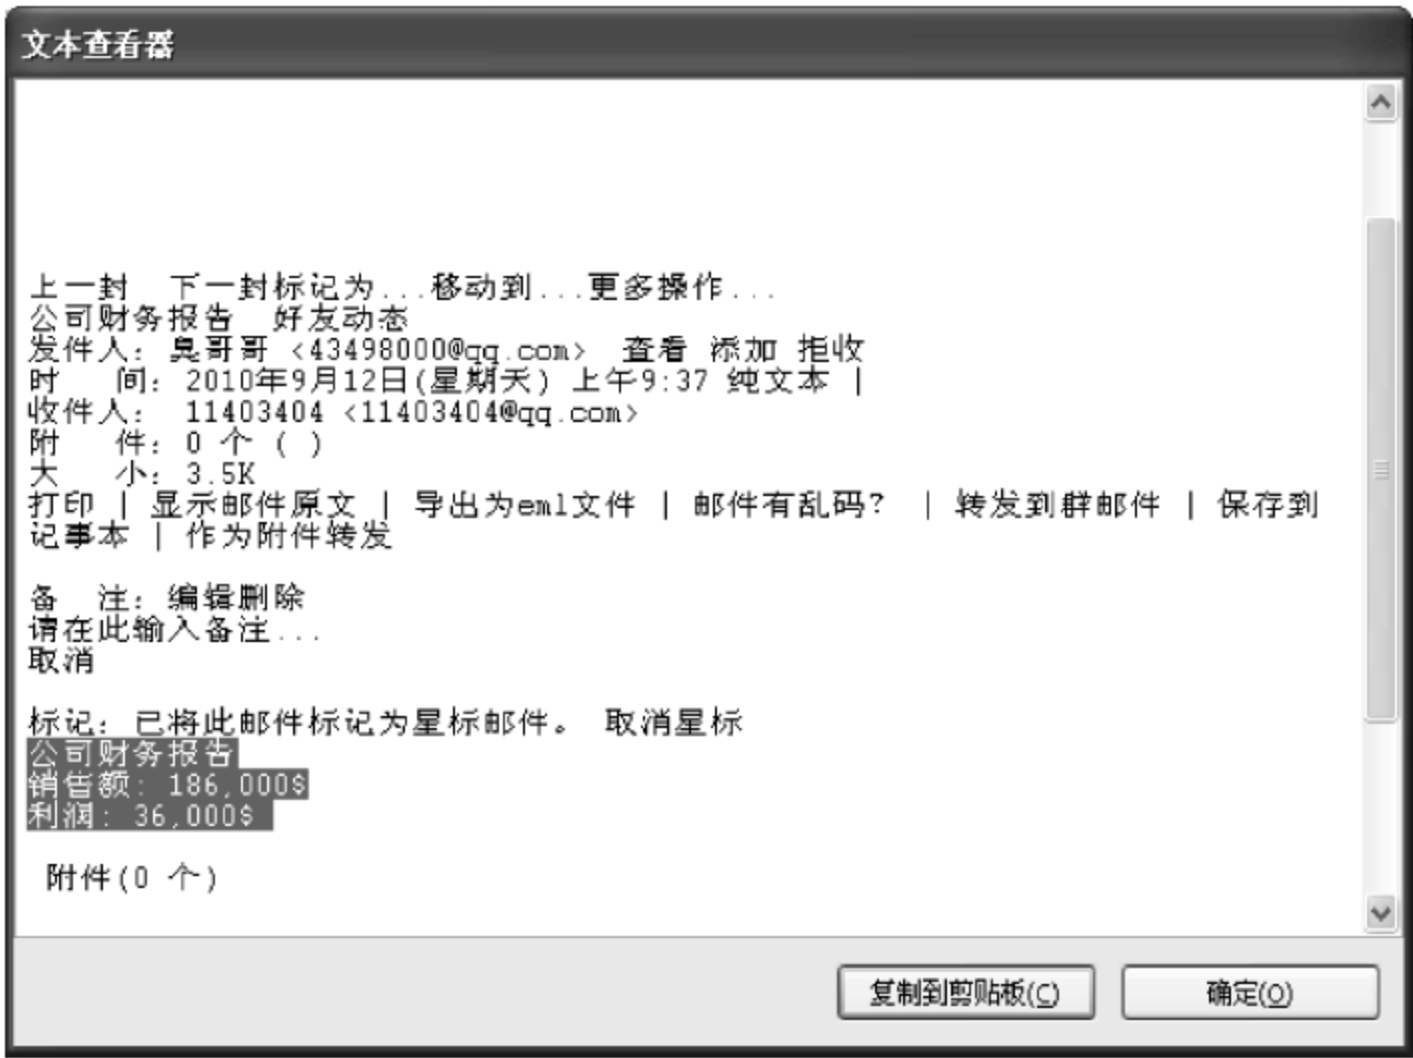 文本查看器
上一封  下一封标记为...移动到...更多操作...
公司财务报告  好友动态
发件人: 臭哥哥 <43498000@qq.com>  查看 添加 拒收
时    间: 2010年9月12日(星期天) 上午9:37 纯文本 |
收件人:  11403404 <11403404@qq.com>
附    件: 0 个 ( )
大    小: 3.5K
打印 | 显示邮件原文 | 导出为eml文件 | 邮件有乱码?  | 转发到群邮件 | 保存到
记事本 | 作为附件转发
备  注: 编辑删除
请在此输入备注...
取消
标记: 已将此邮件标记为星标邮件。 取消星标
公司财务报告
销售额: 186,000$
利润: 36,000$
附件(0 个)
复制到剪贴板(C)  确定(O)